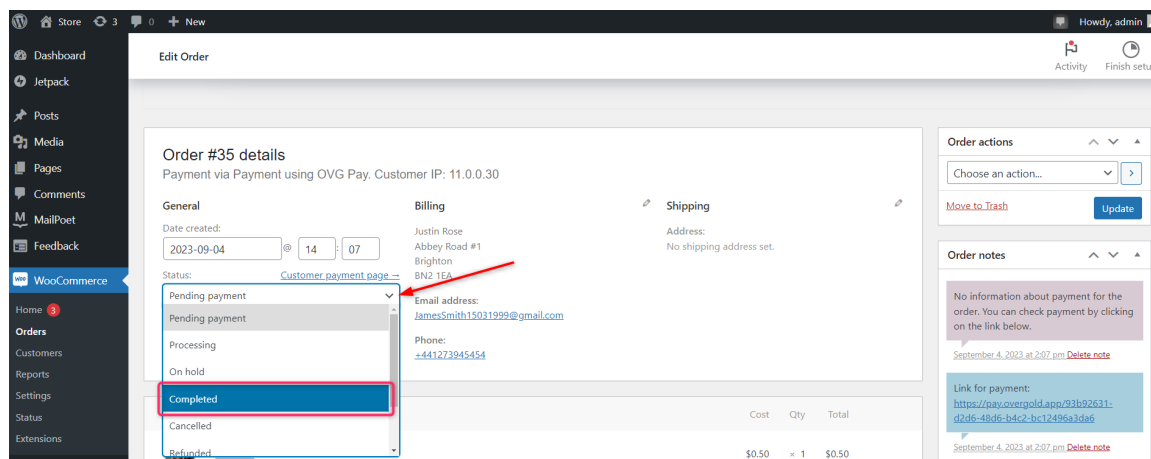 Store 3 0 New
Howdy, admin
Dashboard
Jetpack
Posts
Media
Pages
Comments
MailPoet
Feedback
WooCommerce
Home 3
Orders
Customers
Reports
Settings
Status
Extensions
Edit Order
Activity
Finish setu
Order #35 details
Payment via Payment using OVG Pay. Customer IP: 11.0.0.30
General
Date created:
2023-09-04 @ 14 : 07
Status: Customer payment page →
Pending payment
Pending payment
Processing
On hold
Completed
Cancelled
Refunded
Billing
Justin Rose
Abbey Road #1
Brighton
BN2 1EA
Email address:
JamesSmith15031999@gmail.com
Phone:
+441273945454
Shipping
Address:
No shipping address set.
Cost Qty Total
$0.50 × 1 $0.50
Order actions
Choose an action...
Move to Trash
Update
Order notes
No information about payment for the
order. You can check payment by clicking
on the link below.
September 4, 2023 at 2:07 pm Delete note
Link for payment:
https://pay.overgold.app/93b92631-
d2d6-48d6-b4c2-bc12496a3da6
September 4, 2023 at 2:07 pm Delete note